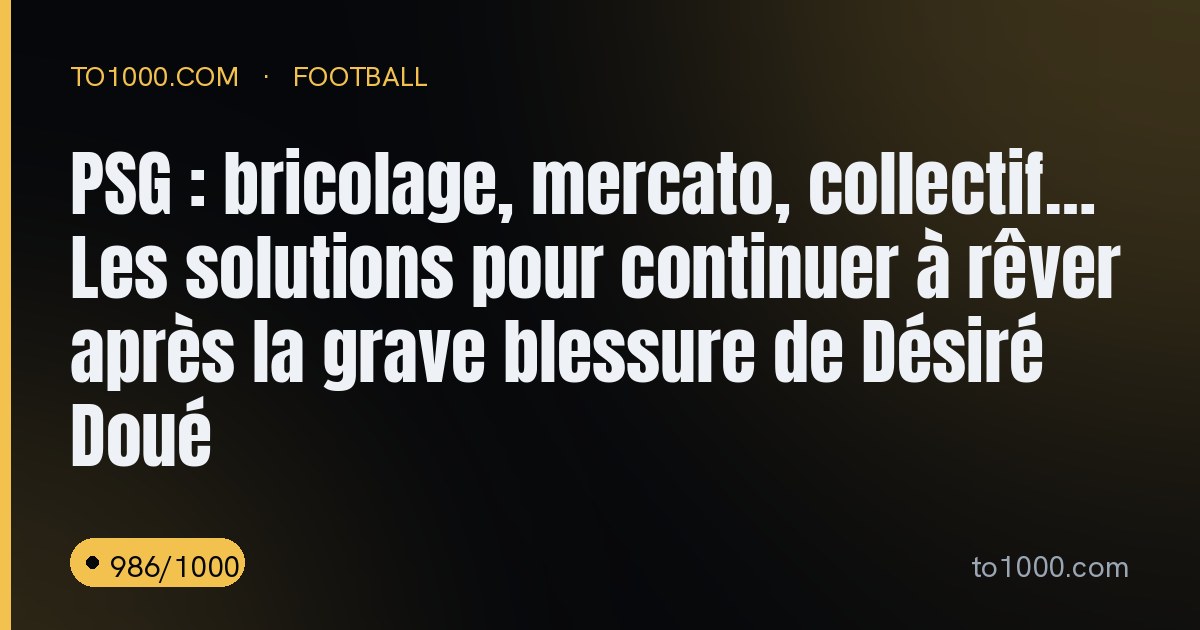 TO1000.COM · FOOTBALL
PSG : bricolage, mercato, collectif...
Les solutions pour continuer à rêver
après la grave blessure de Désiré
Doué
986/1000
to1000.com